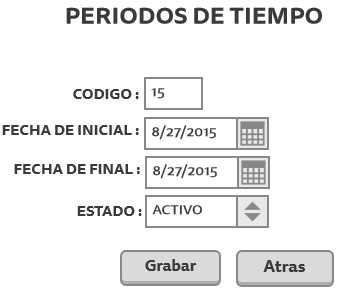 PERIODOS DE TIEMPO
CODIGO : 15
FECHA DE INICIAL : 8/27/2015
FECHA DE FINAL : 8/27/2015
ESTADO : ACTIVO
Grabar Atras